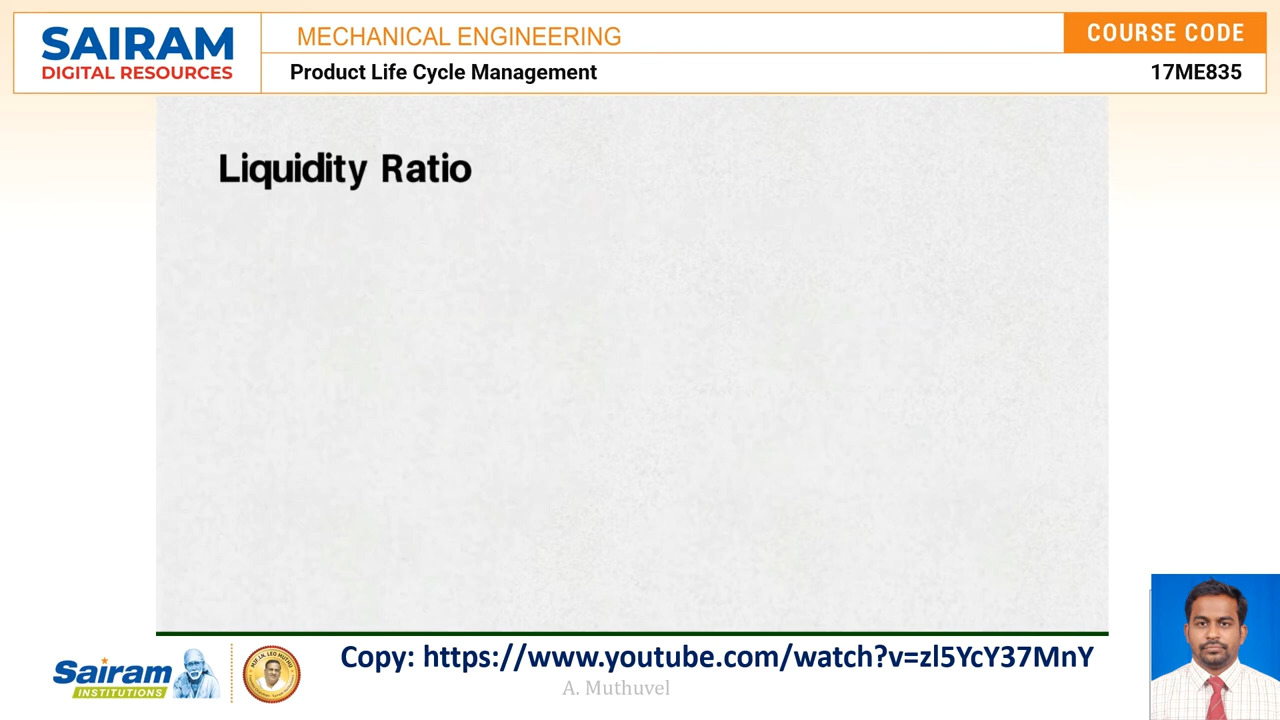 SAIRAM
DIGITAL RESOURCES
MECHANICAL ENGINEERING
COURSE CODE
Product Life Cycle Management
17ME835
Liquidity Ratio
Sairam
INSTITUTIONS
Copy: https://www.youtube.com/watch?v=zl5YcY37MnY
A. Muthuvel